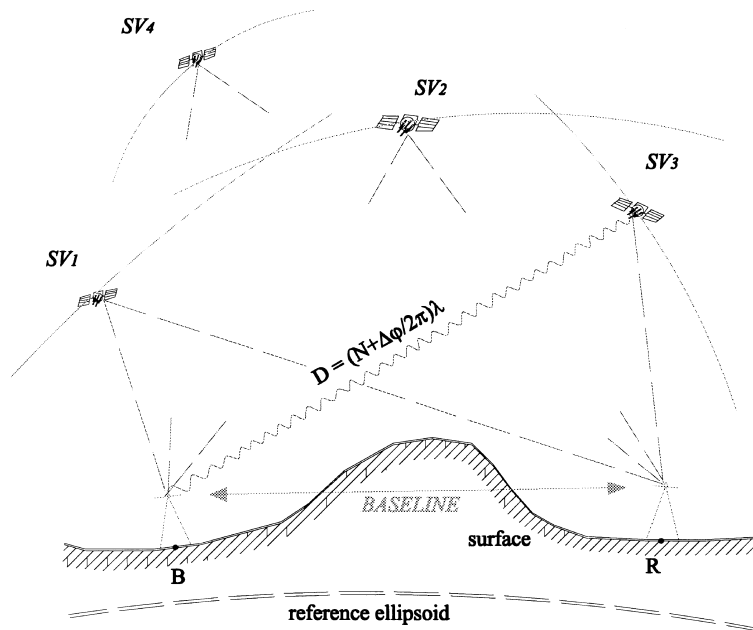 SV4
SV2
SV3
SV1
D = (N+Δφ/2π)λ
BASELINE
surface
B
R
reference ellipsoid